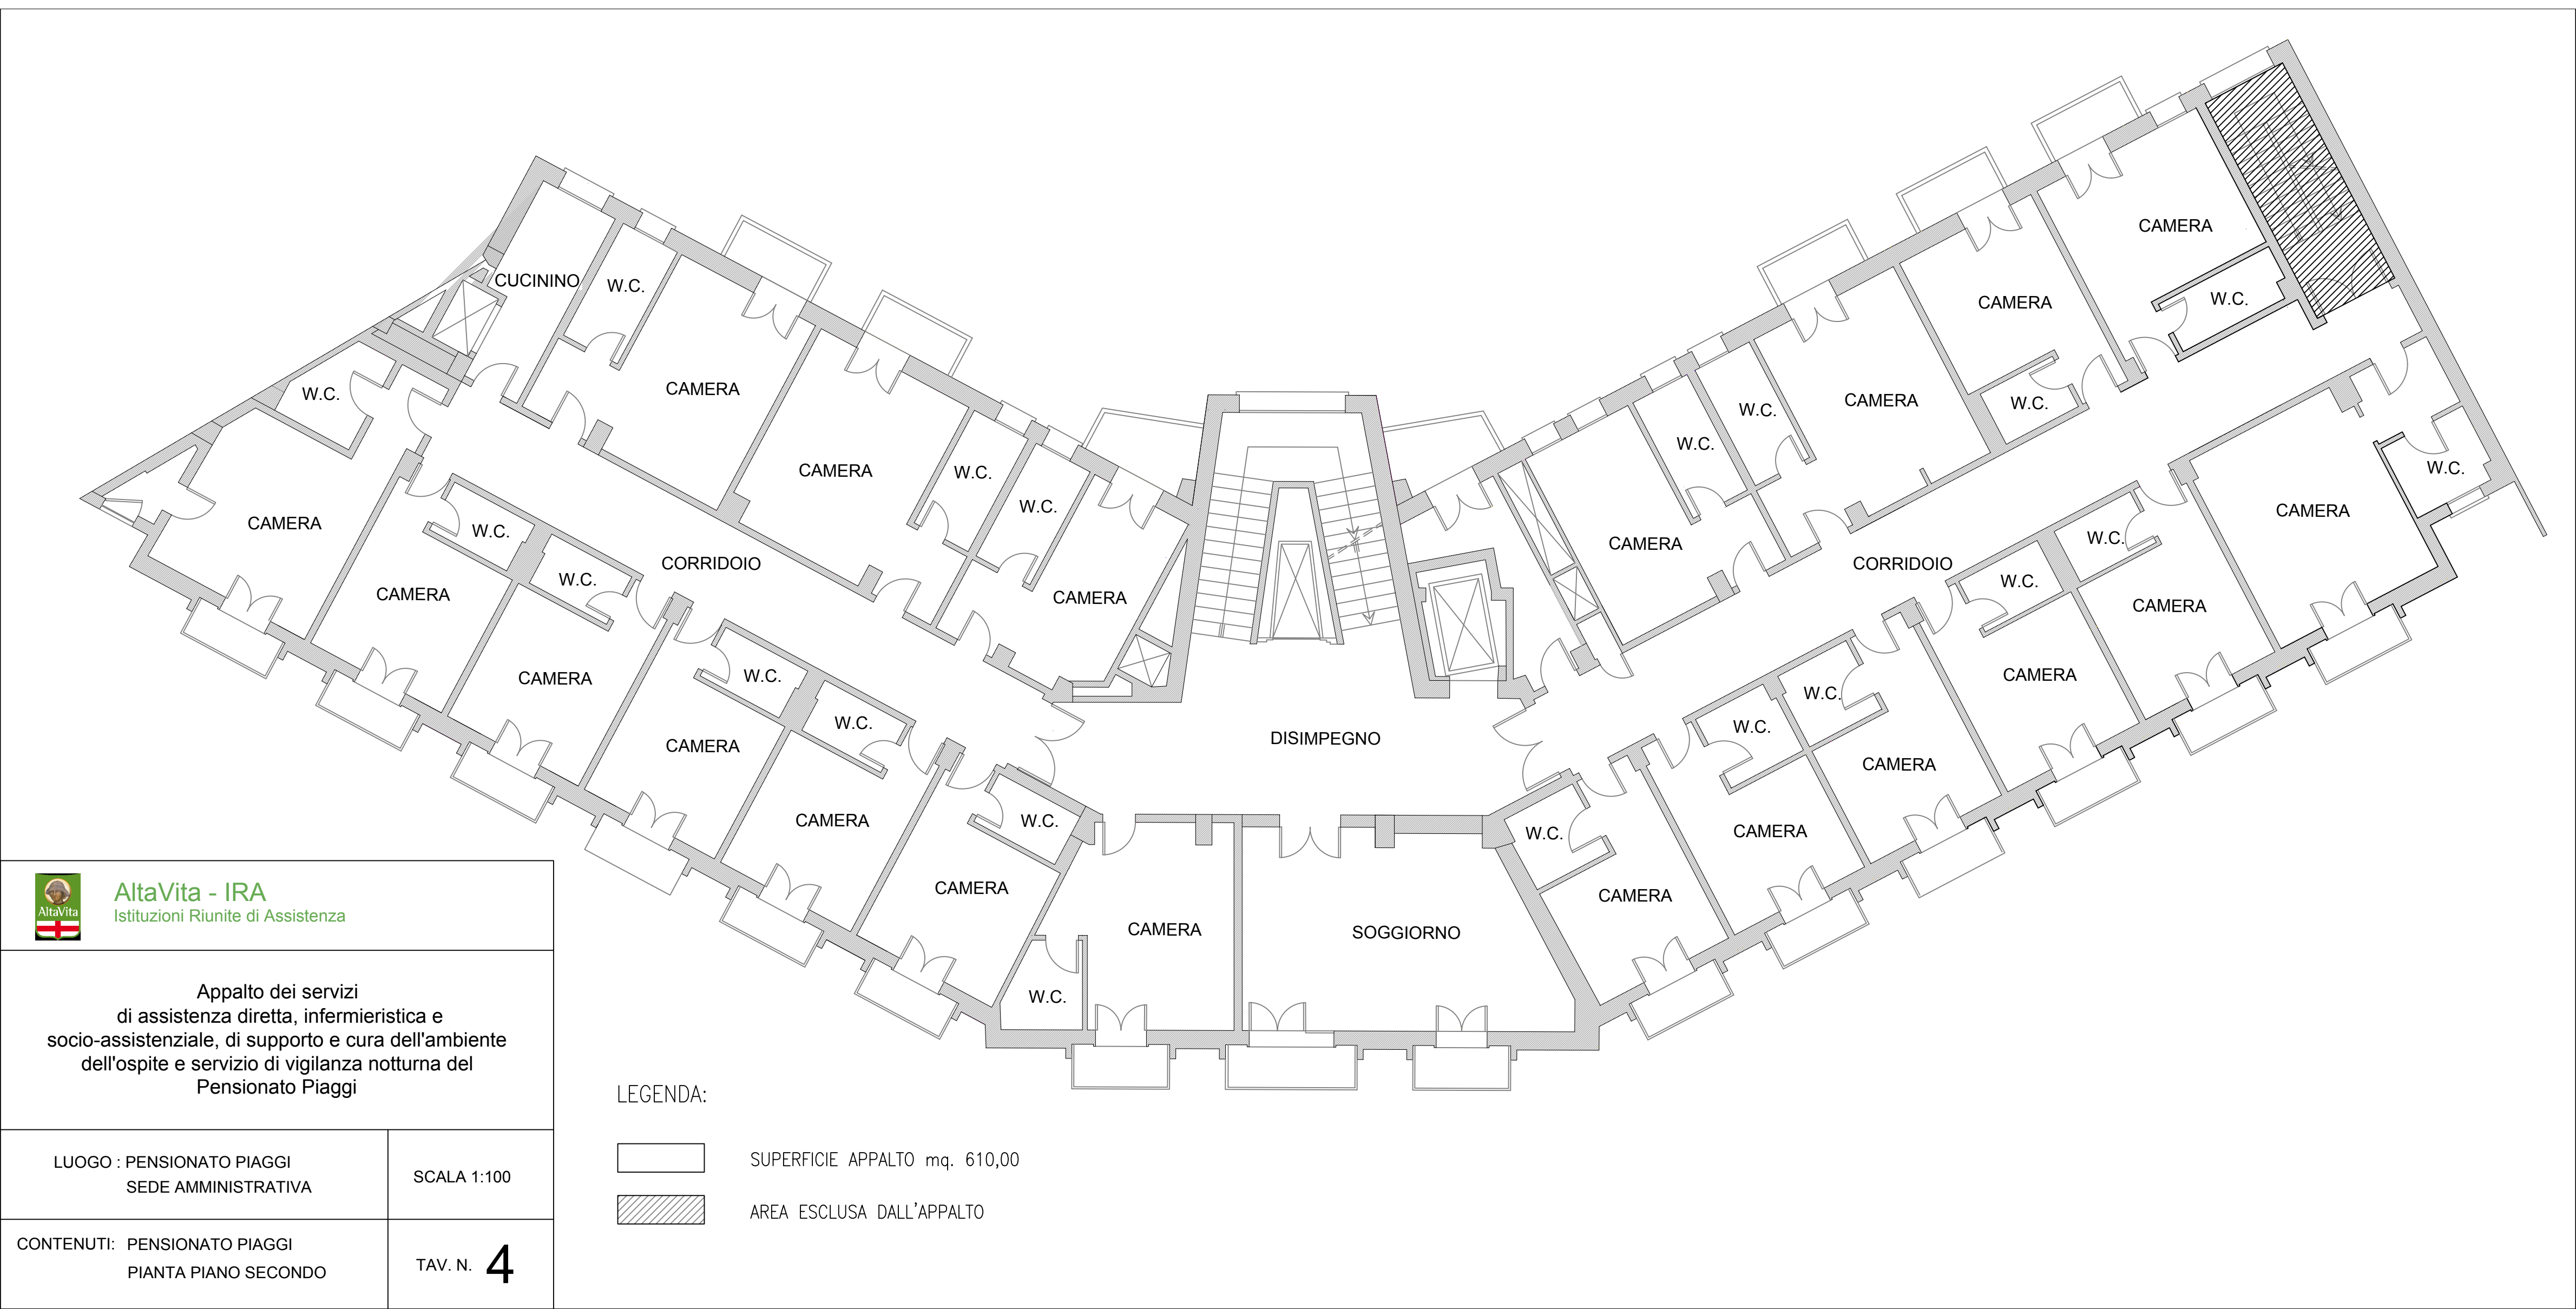 CAMERA
CAMERA
W.C.
CUCININO
W.C.
CAMERA
CAMERA
W.C.
CAMERA
W.C.
W.C.
W.C.
CAMERA
W.C.
W.C.
W.C.
CAMERA
W.C.
CAMERA
CAMERA
W.C.
W.C.
W.C.
CAMERA
CORRIDOIO
CORRIDOIO
W.C.
W.C.
CAMERA
CAMERA
CAMERA
CAMERA
CAMERA
W.C.
W.C.
W.C.
W.C.
DISIMPEGNO
CAMERA
CAMERA
CAMERA
W.C.
W.C.
CAMERA
CAMERA
CAMERA
CAMERA
SOGGIORNO
W.C.
AltaVita
AltaVita - IRA
Istituzioni Riunite di Assistenza
Appalto dei servizi
di assistenza diretta, infermieristica e
socio-assistenziale, di supporto e cura dell'ambiente
dell'ospite e servizio di vigilanza notturna del
Pensionato Piaggi
LUOGO : PENSIONATO PIAGGI
SEDE AMMINISTRATIVA
SCALA 1:100
CONTENUTI: PENSIONATO PIAGGI
PIANTA PIANO SECONDO
TAV. N. 4
LEGENDA:
SUPERFICIE APPALTO mq. 610,00
AREA ESCLUSA DALL'APPALTO